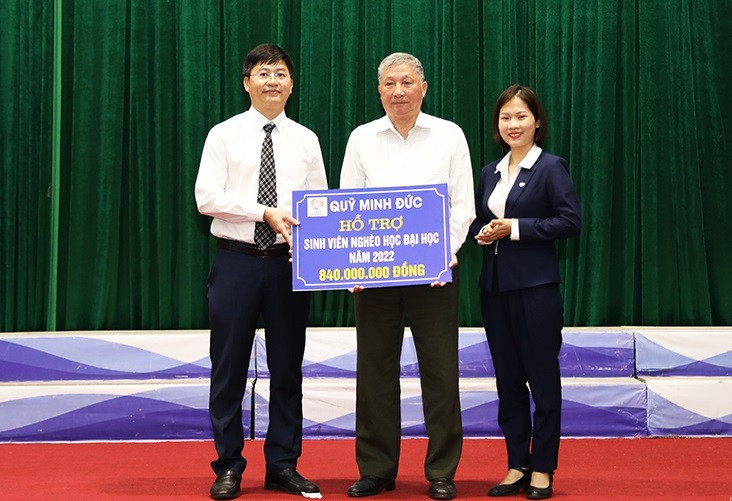 QUỸ MINH ĐỨC
HỖ TRỢ
SINH VIÊN NGHÈO HỌC ĐẠI HỌC
NĂM 2022
840.000.000 ĐỒNG